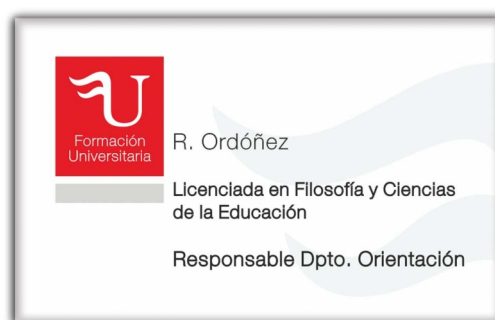 Formación
Universitaria
R. Ordóñez
Licenciada en Filosofía y Ciencias
de la Educación
Responsable Dpto. Orientación